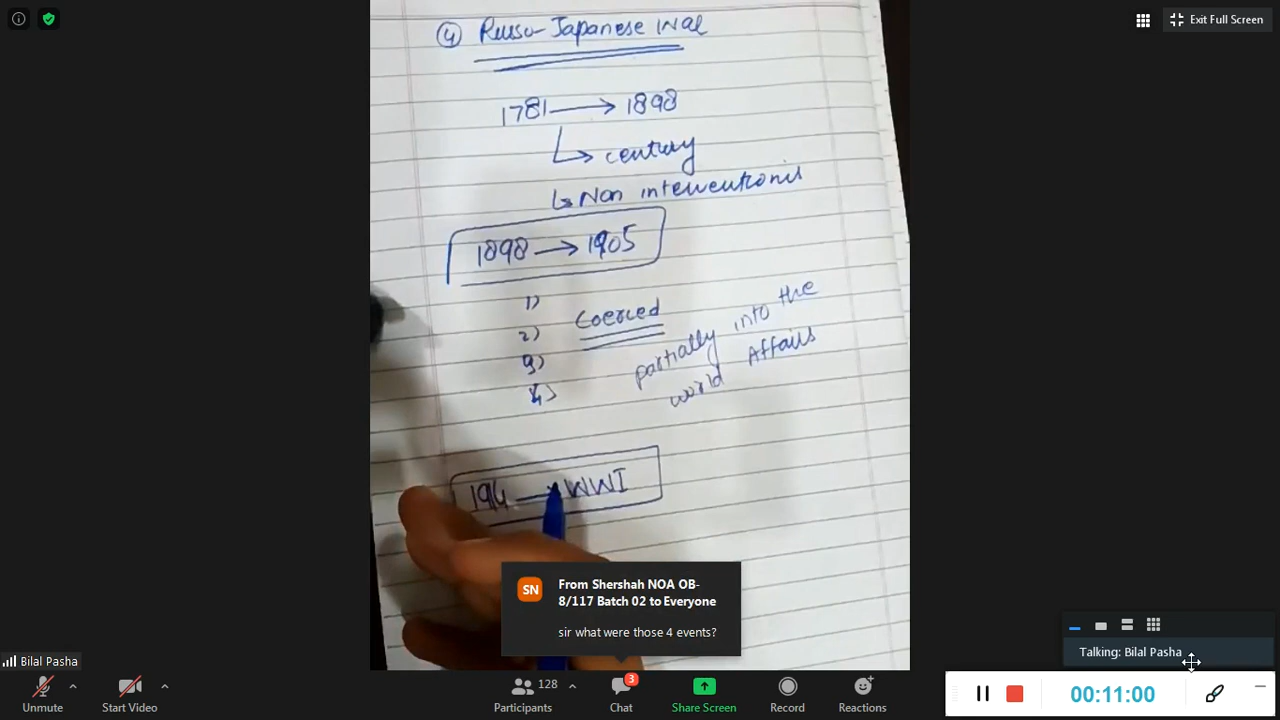 Exit Full Screen
④ Russo-Japanese War
1781 → 1898
↳ century
↳ Non interventionis
1898 → 1905
1)
2) Coerced
3)
4)
partially into the
world Affairs
1914 → WWI
SN
From Shershah NOA OB-
8/117 Batch 02 to Everyone
sir what were those 4 events?
Bilal Pasha
Talking: Bilal Pasha
Unmute
Start Video
128
Participants
3
Chat
Share Screen
Record
Reactions
00:11:00